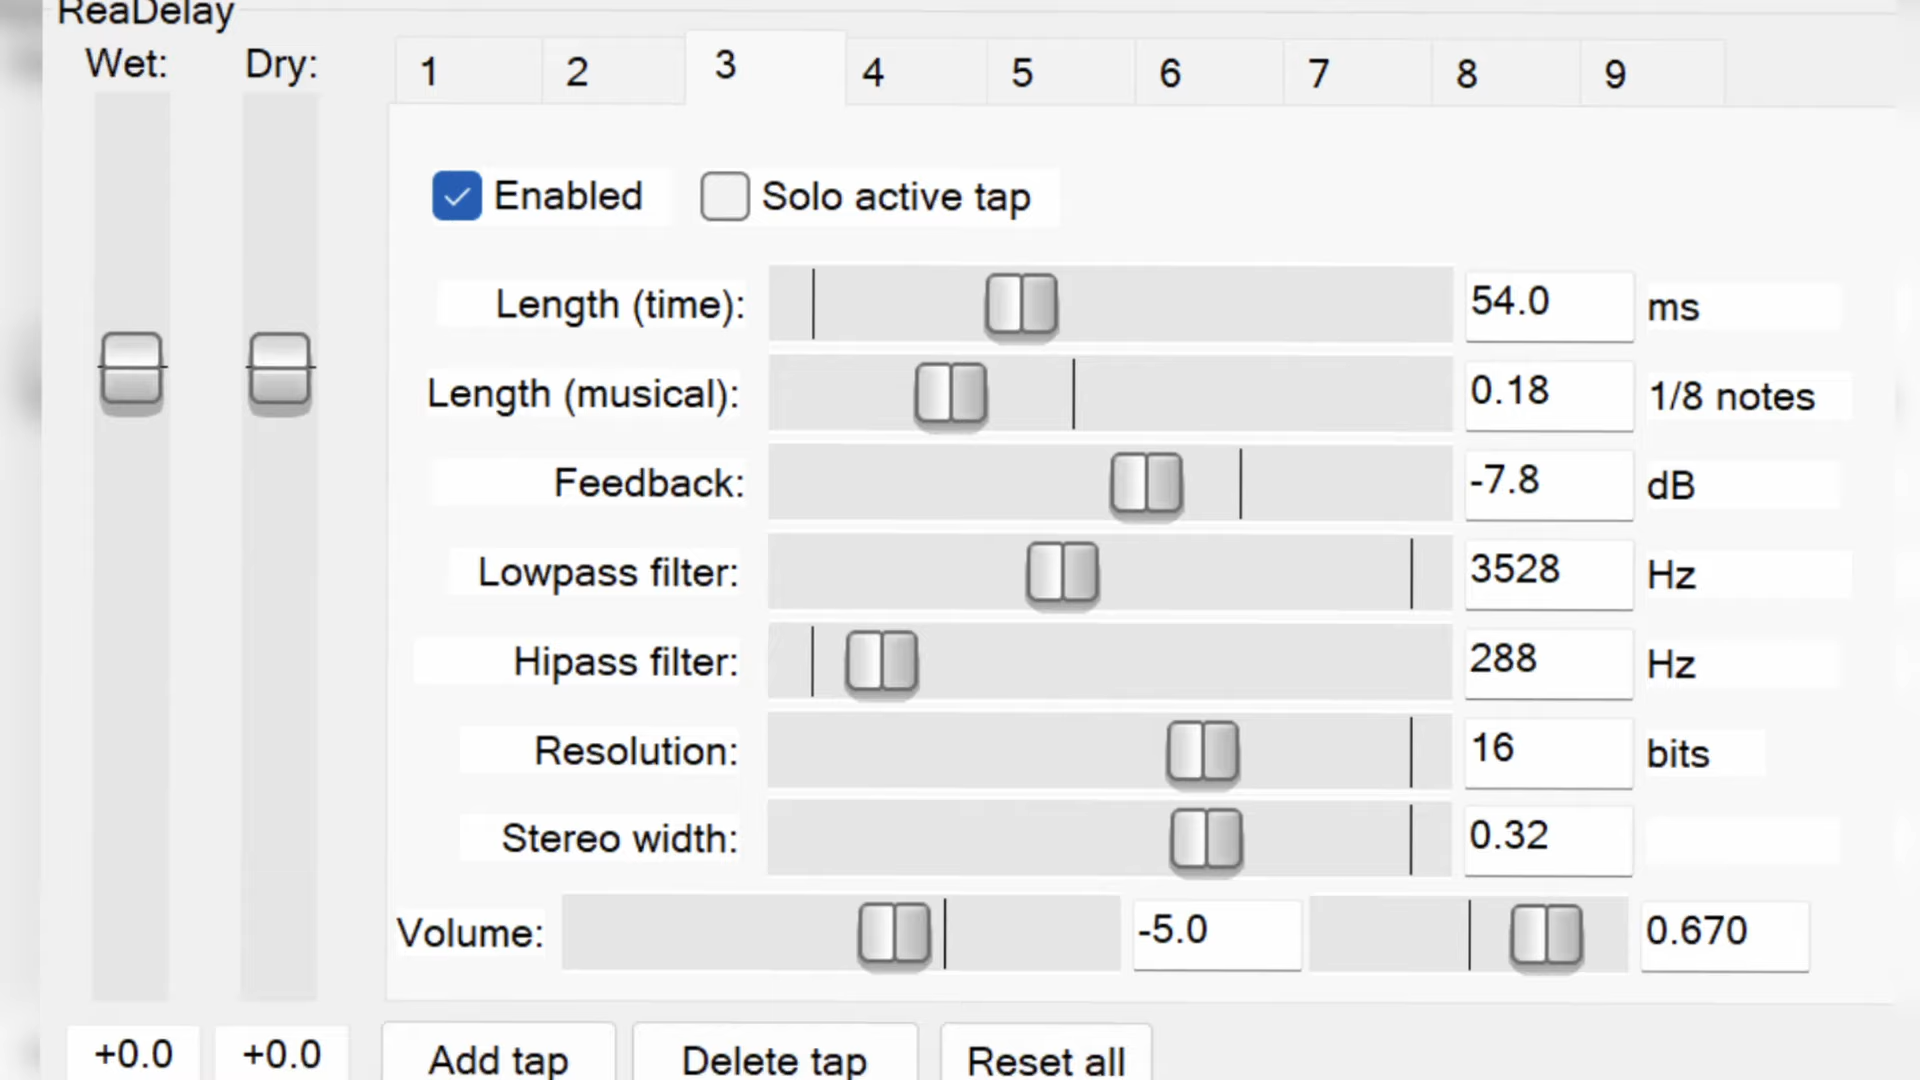 ReaDelay
Wet: Dry:
1 2 3 4 5 6 7 8 9
Enabled Solo active tap
Length (time): 54.0 ms
Length (musical): 0.18 1/8 notes
Feedback: -7.8 dB
Lowpass filter: 3528 Hz
Hipass filter: 288 Hz
Resolution: 16 bits
Stereo width: 0.32
Volume: -5.0 0.670
+0.0 +0.0 Add tap Delete tap Reset all